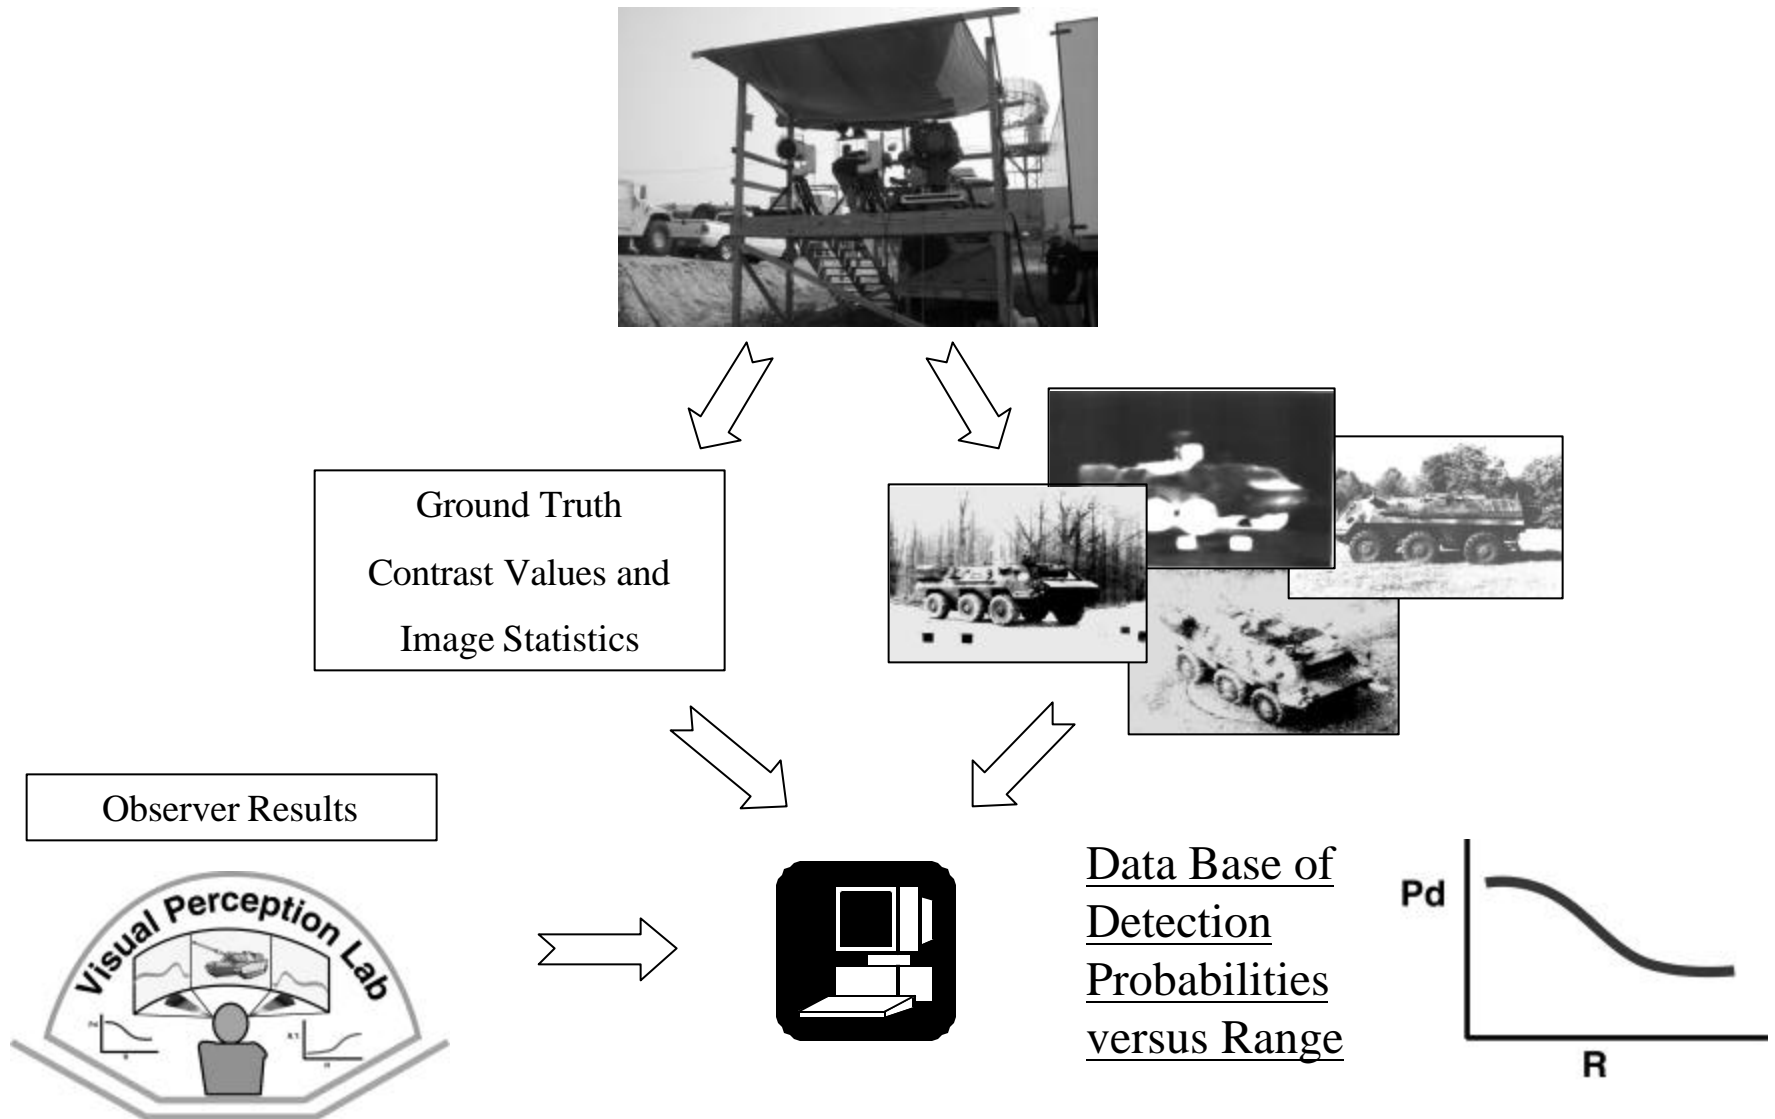 Ground Truth
Contrast Values and
Image Statistics
Observer Results
Visual Perception Lab
Pd
R
R
Data Base of
Detection
Probabilities
versus Range
Pd
R